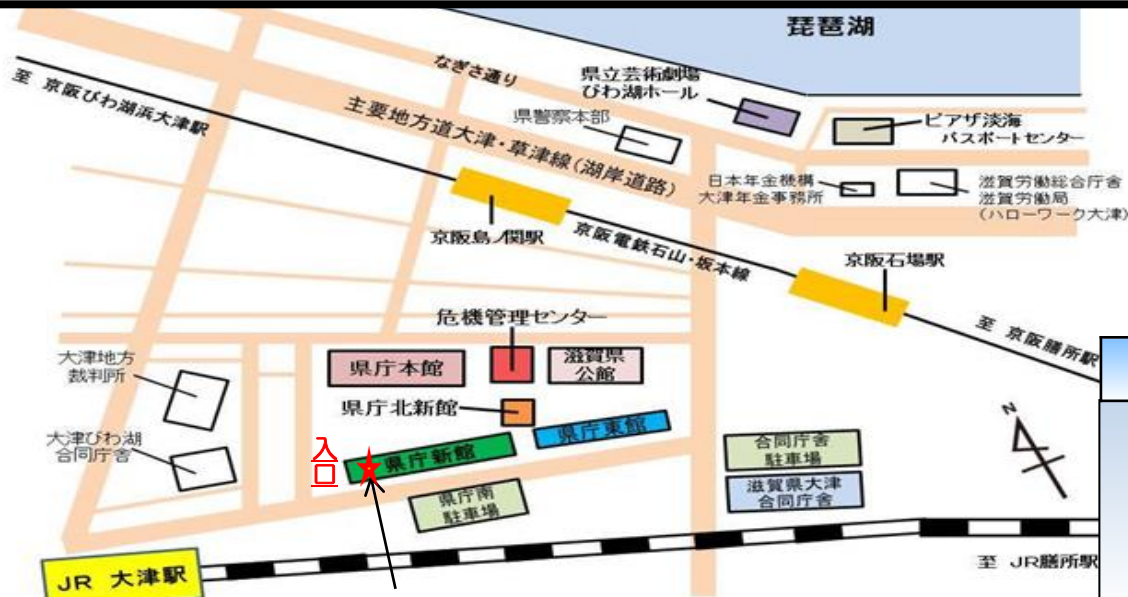 琵琶湖
なぎさ通り
県立芸術劇場
びわ湖ホール
至 京阪びわ湖浜大津駅
主要地方道大津・草津線(湖岸道路)
県警察本部
ピアザ淡海
パスポートセンター
日本年金機構
大津年金事務所
滋賀労働総合庁舎
滋賀労働局
(ハローワーク大津)
京阪島ノ関駅
京阪電鉄石山・坂本線
京阪石場駅
至 京阪膳所駅
危機管理センター
大津地方
裁判所
県庁本館
滋賀県
公館
県庁北新館
大津びわ湖
合同庁舎
入口
県庁新館
県庁東館
合同庁舎
駐車場
滋賀県大津
合同庁舎
県庁南
駐車場
N
JR 大津駅
至 JR膳所駅